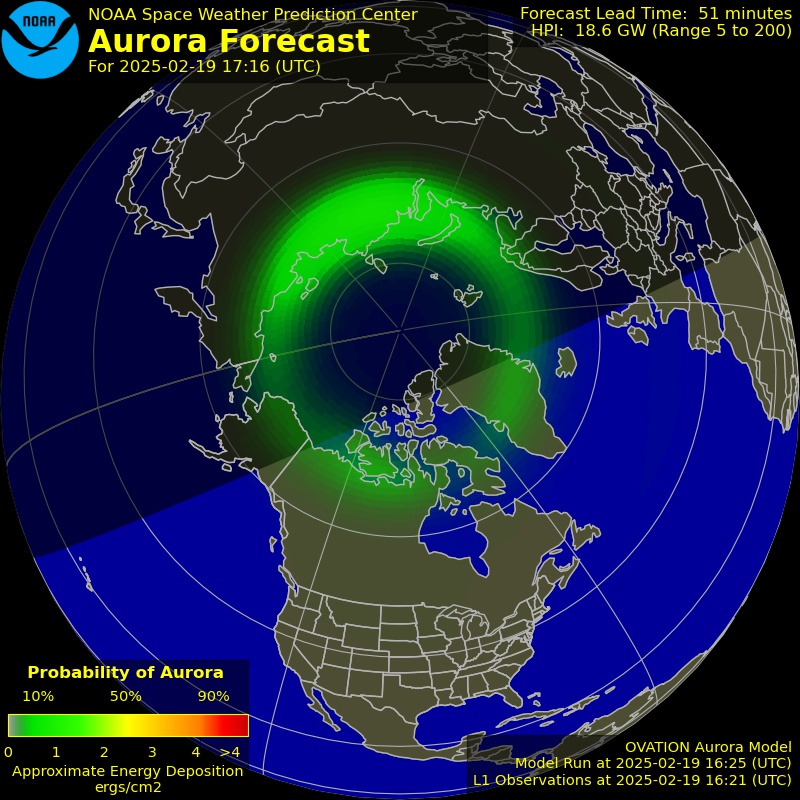 NOAA
NOAA Space Weather Prediction Center
Aurora Forecast
For 2025-02-19 17:16 (UTC)
Forecast Lead Time: 51 minutes
HPI: 18.6 GW (Range 5 to 200)
Probability of Aurora
10% 50% 90%
0 1 2 3 4 >4
Approximate Energy Deposition
ergs/cm2
OVATION Aurora Model
Model Run at 2025-02-19 16:25 (UTC)
L1 Observations at 2025-02-19 16:21 (UTC)